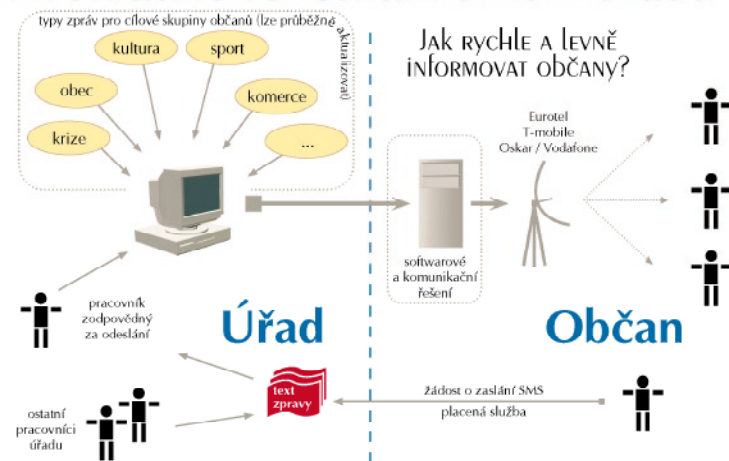 typy zpráv pro cílové skupiny občanů (lze průběžně aktualizovat)
kultura
sport
obec
komerce
krize
...
Jak rychle a levně
informovat občany?
Eurotel
T-mobile
Oskar / Vodafone
softwarové
a komunikační
řešení
pracovník
zodpovědný
za odeslání
Úřad
Občan
text
zpravy
žádost o zaslání SMS
placená služba
ostatní
pracovníci
úřadu